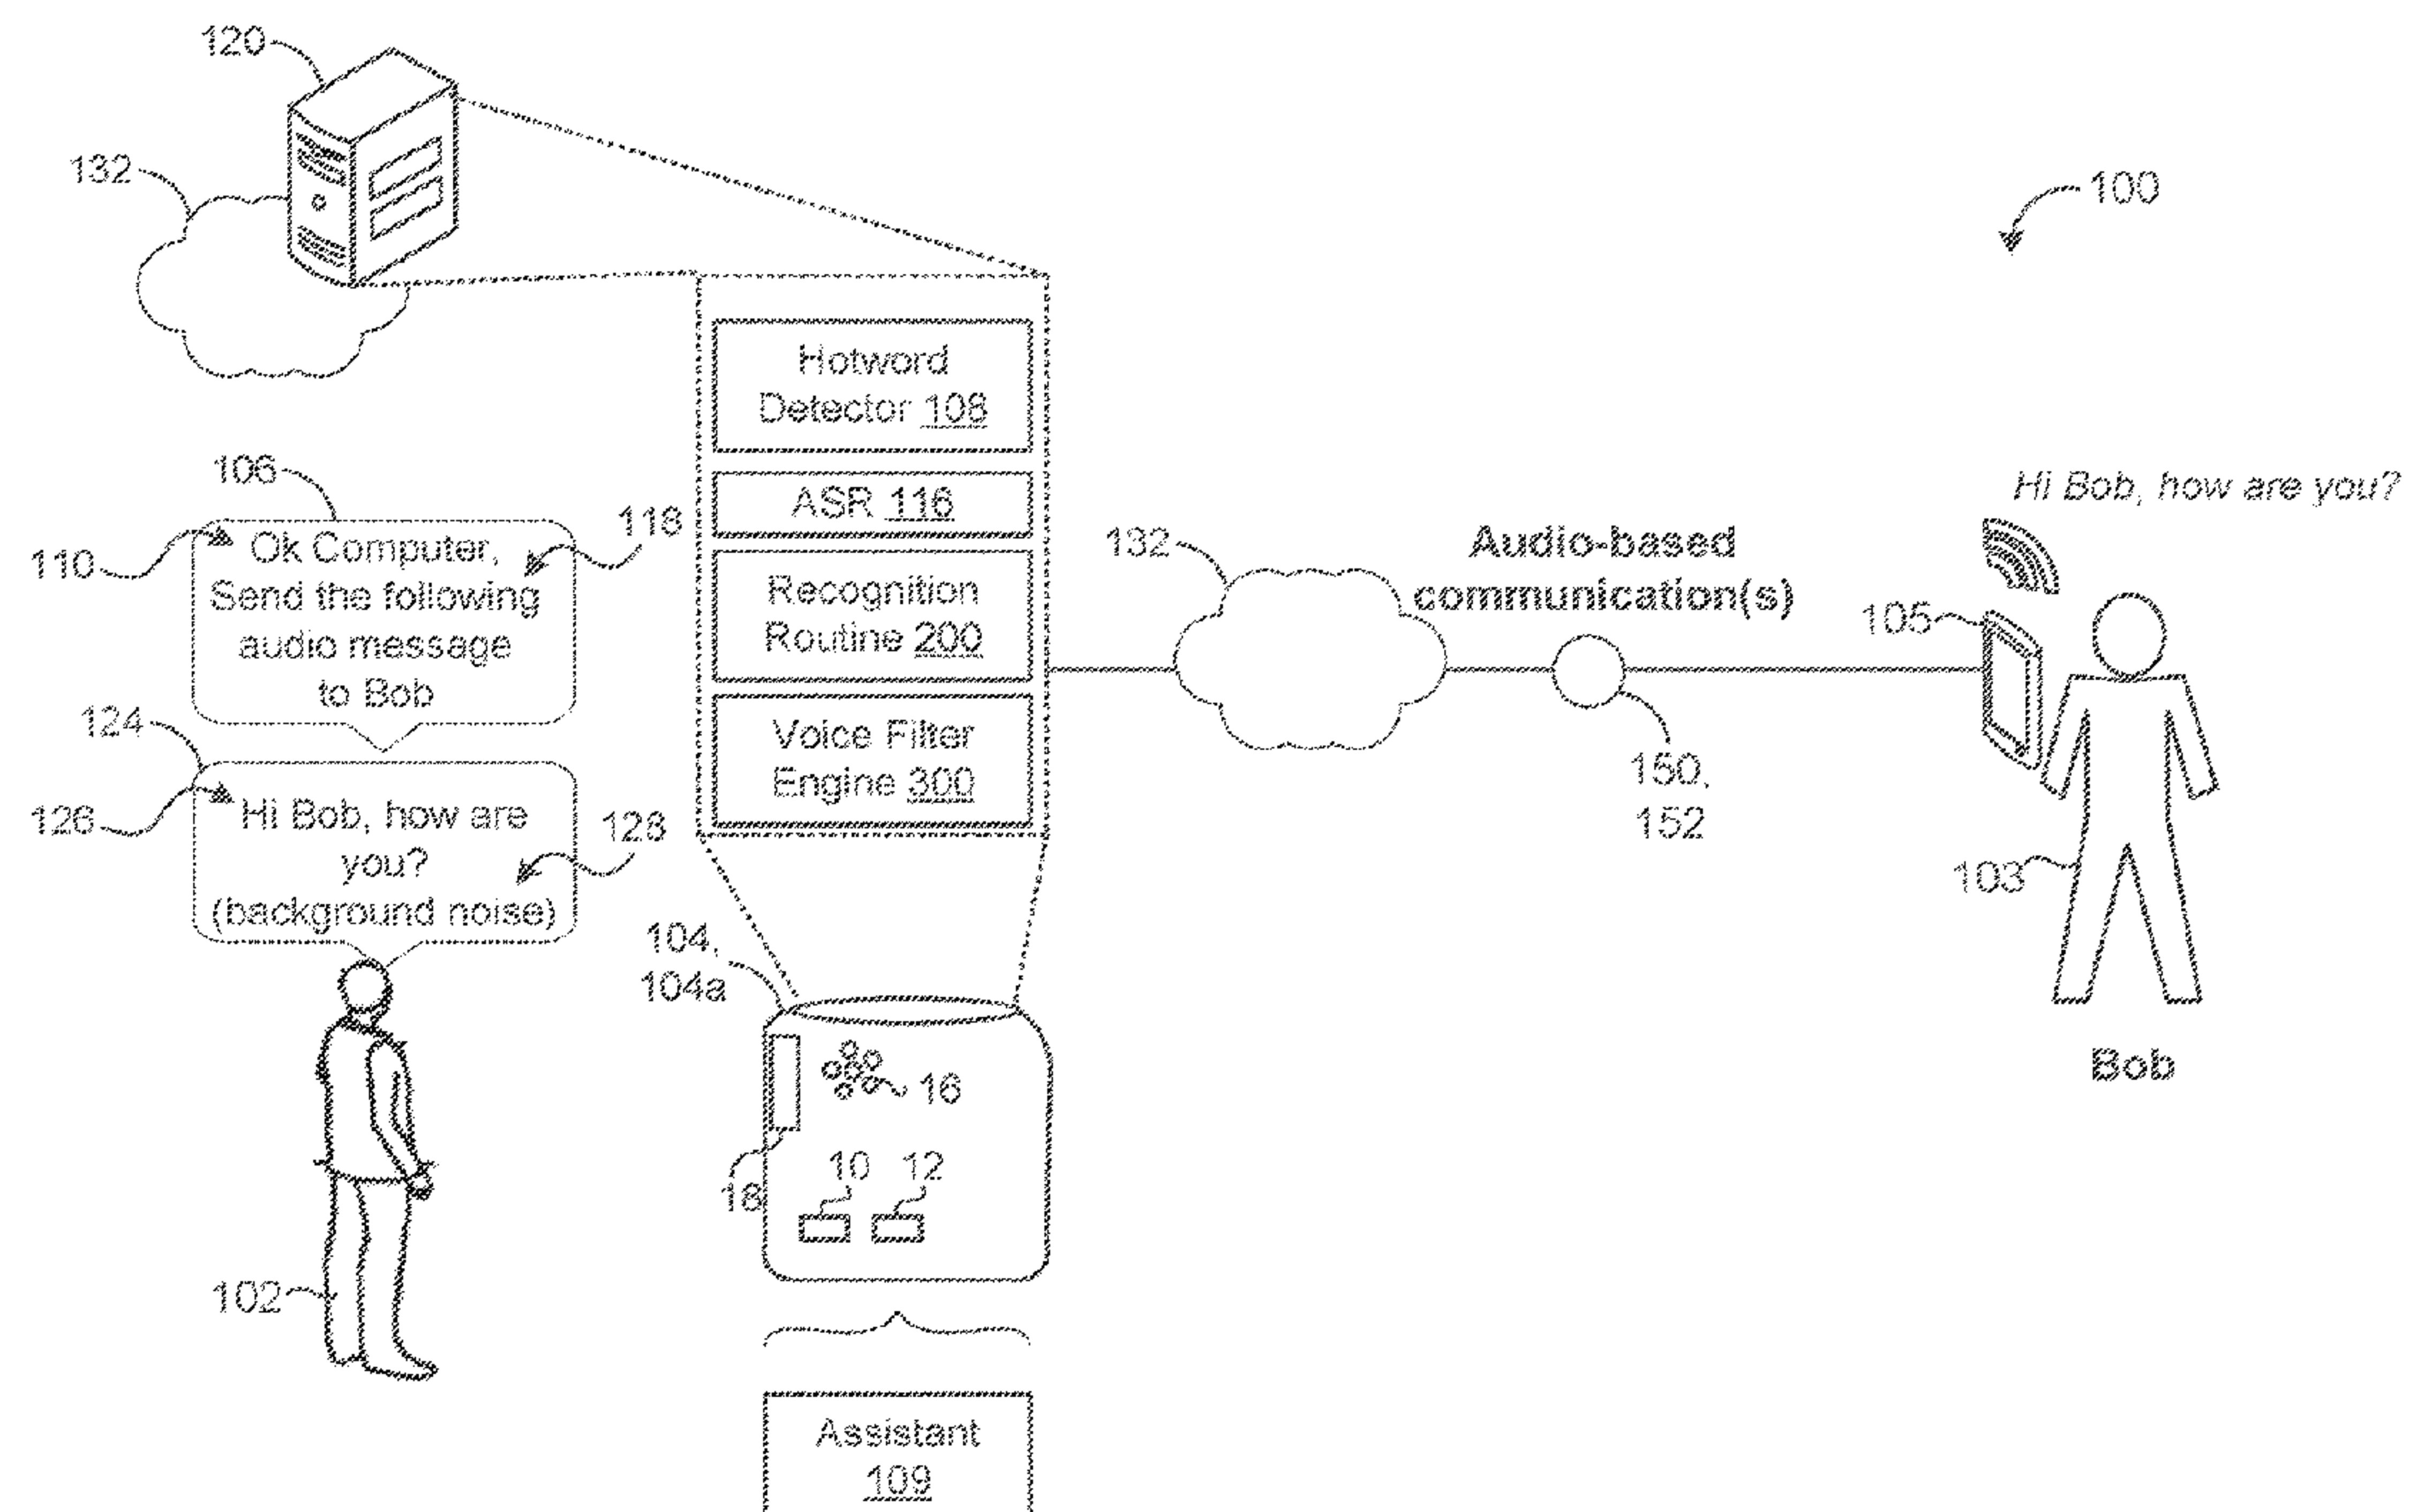 120
132
100
Hotword
Detector 108
106
ASR 116
Hi Bob, how are you?
110
Ok Computer,
118
Send the following
audio message
to Bob
Recognition
Routine 200
132
Audio-based
communication(s)
105
124
Voice Filter
Engine 300
150,
152
126
Hi Bob, how are
you?
(background noise)
128
103
104,
104a
Bob
16
18
10
12
102
Assistant
109